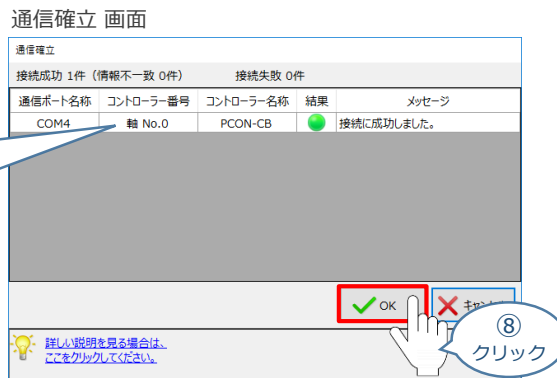 通信確立 画面
通信確立
接続成功 1件（情報不一致 0件） 接続失敗 0件
通信ポート名称 コントローラー番号 コントローラー名称 結果 メッセージ
COM4 軸 No.0 PCON-CB 接続に成功しました。
OK
⑧
クリック
詳しい説明を見る場合は、
ここをクリックしてください。